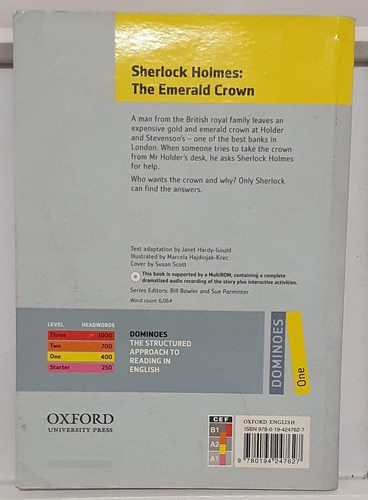 Sherlock Holmes:
The Emerald Crown
A man from the British royal family leaves an
expensive gold and emerald crown at Holder
and Stevenson's – one of the best banks in
London. When someone tries to take the crown
from Mr Holder's desk, he asks Sherlock Holmes
for help.
Who wants the crown and why? Only Sherlock
can find the answers.
Text adaptation by Janet Hardy-Gould
Illustrated by Marcela Hajdinjak-Krec
Cover by Susan Scott
This book is supported by a MultiROM, containing a complete
dramatized audio recording of the story plus interactive activities.
Series Editors: Bill Bowler and Sue Parminter
Word count 6,064
LEVEL HEADWORDS
Three 1000
Two 700
One 400
Starter 250
DOMINOES
THE STRUCTURED
APPROACH TO
READING IN
ENGLISH
DOMINOES
One
OXFORD
UNIVERSITY PRESS
CEF
B1
A2
A1
OXFORD ENGLISH
ISBN 978-0-19-424762-7
9 780194 247627